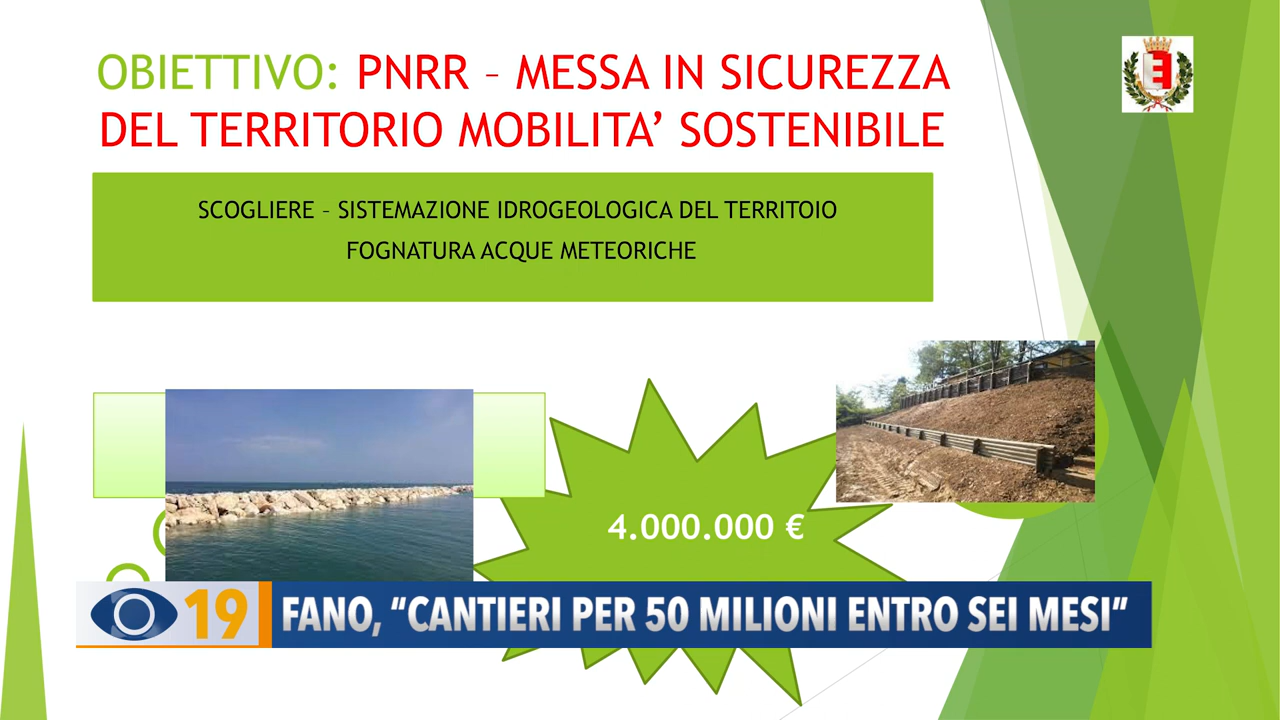 OBIETTIVO: PNRR – MESSA IN SICUREZZA
DEL TERRITORIO MOBILITA’ SOSTENIBILE
SCOGLIERE – SISTEMAZIONE IDROGEOLOGICA DEL TERRITOIO
FOGNATURA ACQUE METEORICHE
4.000.000 €
19
FANO, “CANTIERI PER 50 MILIONI ENTRO SEI MESI”